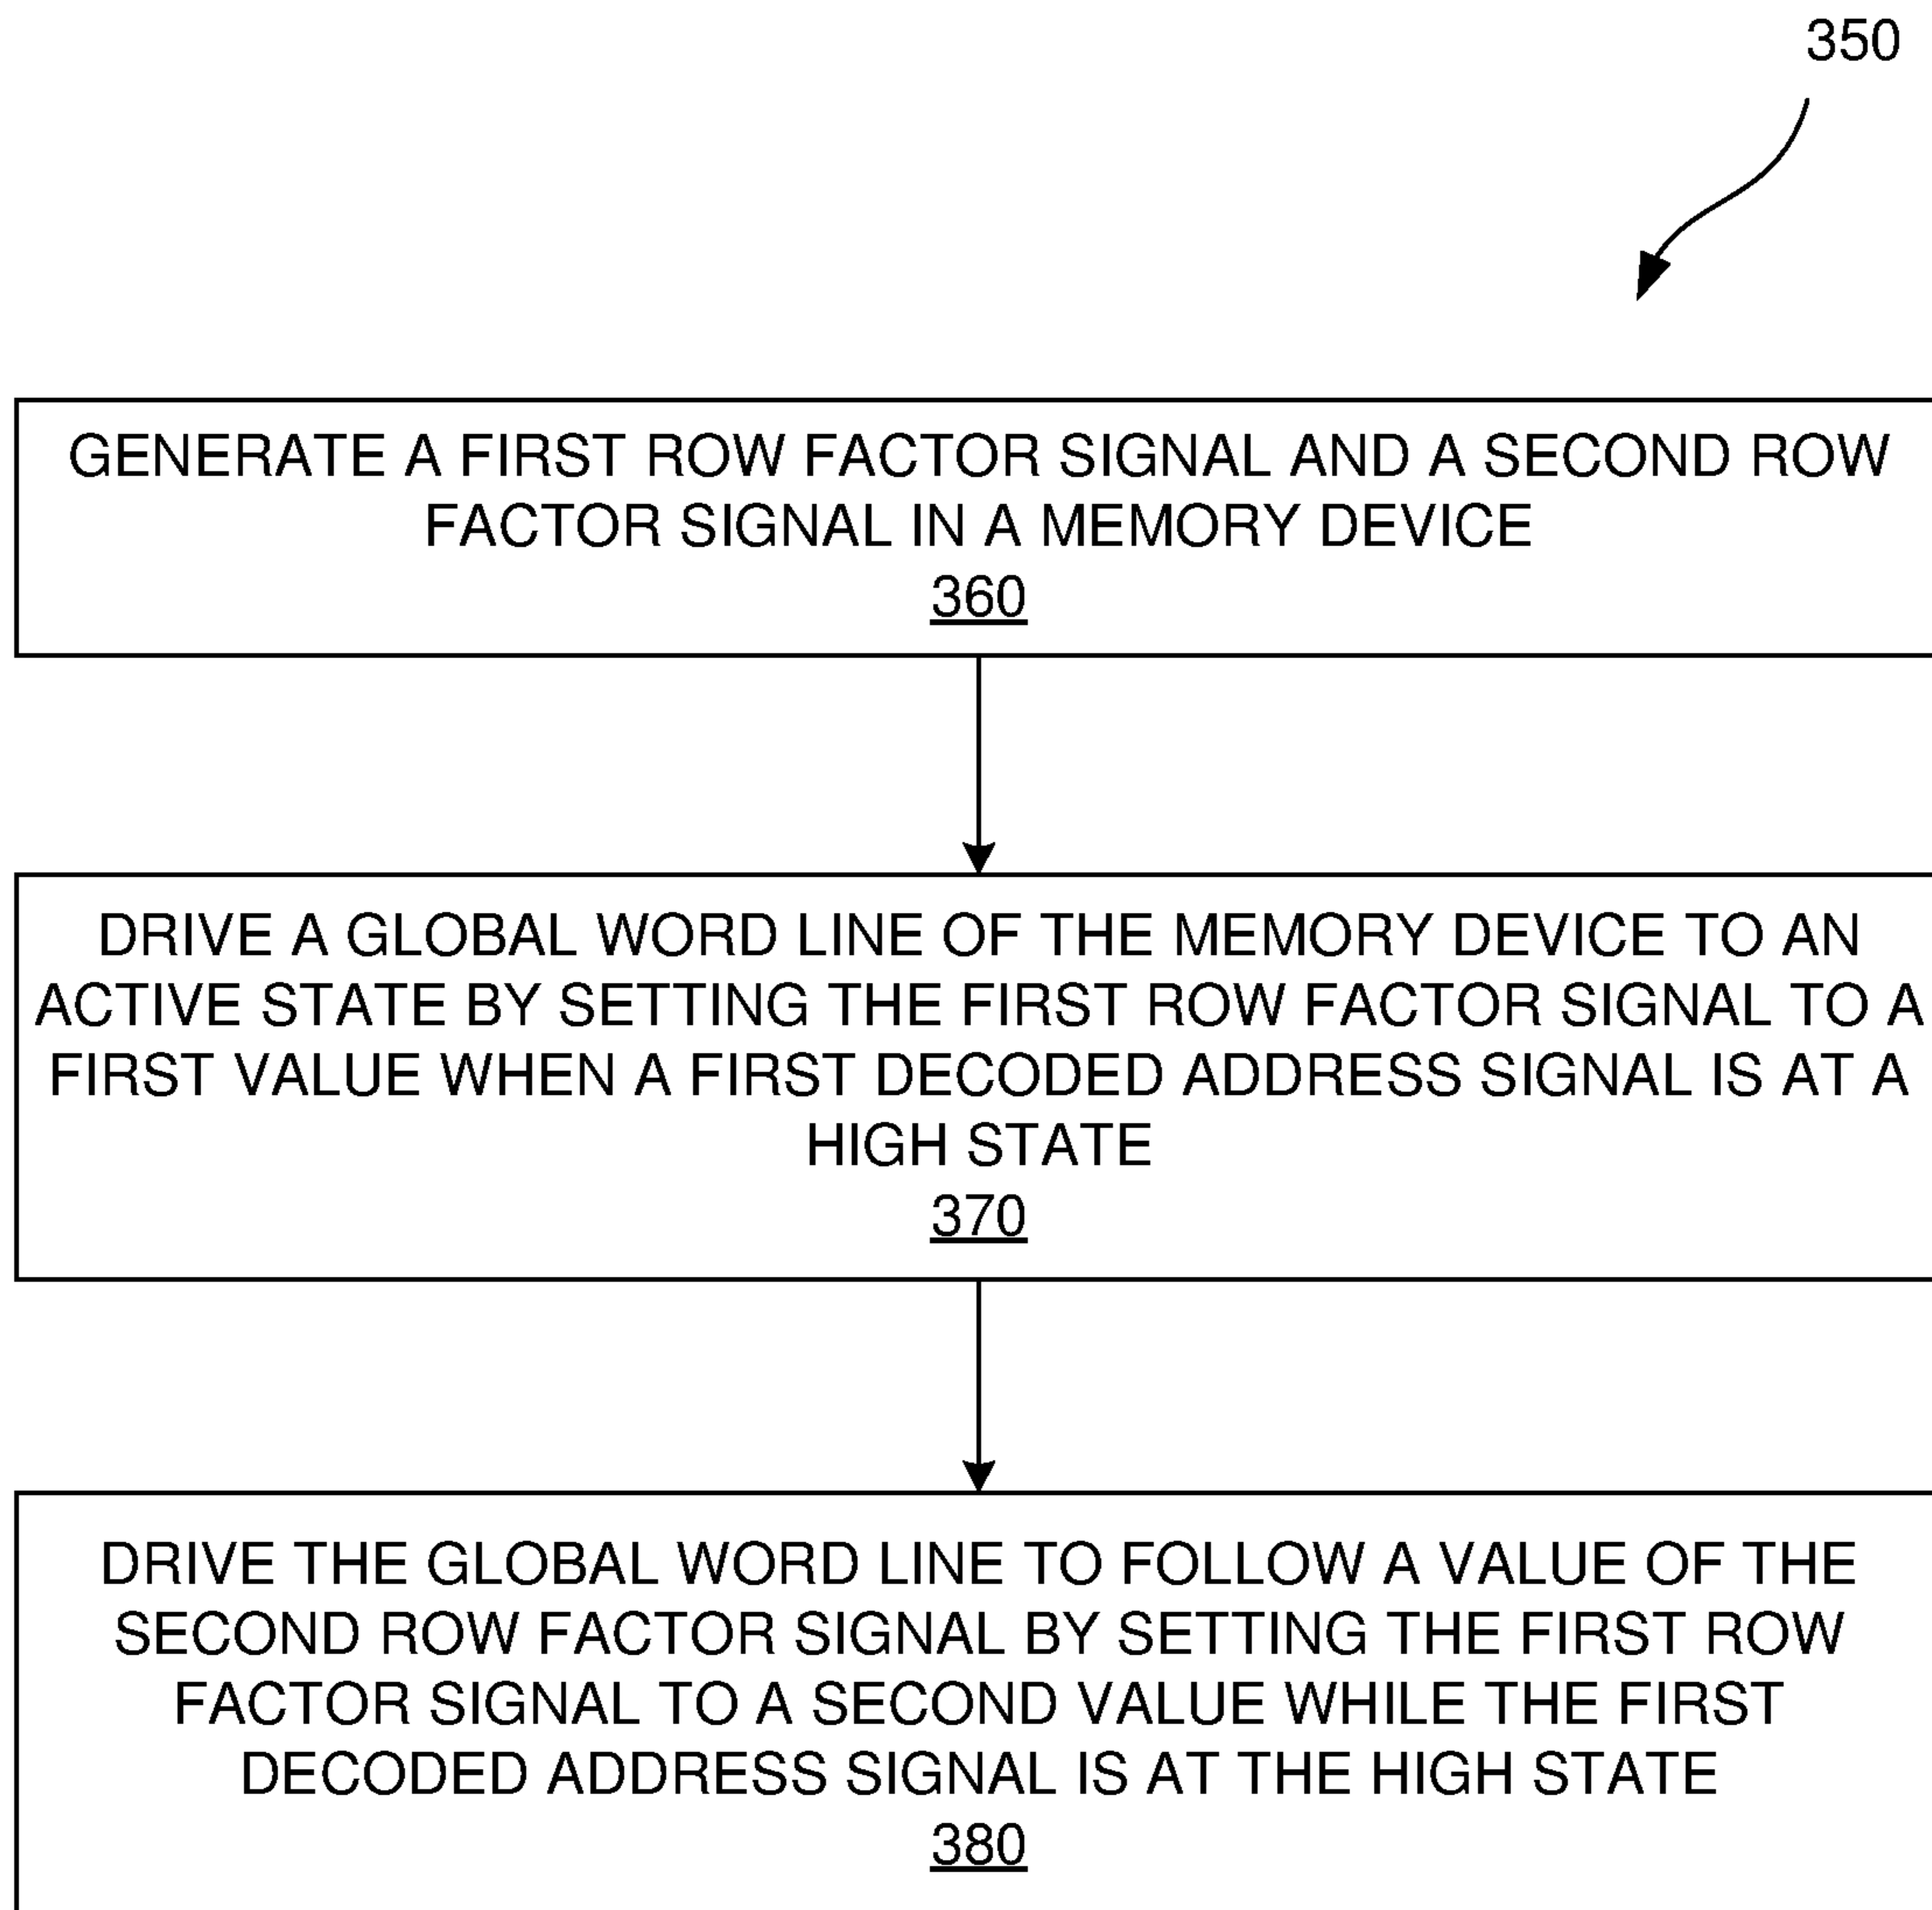 350
GENERATE A FIRST ROW FACTOR SIGNAL AND A SECOND ROW
FACTOR SIGNAL IN A MEMORY DEVICE
360
DRIVE A GLOBAL WORD LINE OF THE MEMORY DEVICE TO AN
ACTIVE STATE BY SETTING THE FIRST ROW FACTOR SIGNAL TO A
FIRST VALUE WHEN A FIRST DECODED ADDRESS SIGNAL IS AT A
HIGH STATE
370
DRIVE THE GLOBAL WORD LINE TO FOLLOW A VALUE OF THE
SECOND ROW FACTOR SIGNAL BY SETTING THE FIRST ROW
FACTOR SIGNAL TO A SECOND VALUE WHILE THE FIRST
DECODED ADDRESS SIGNAL IS AT THE HIGH STATE
380